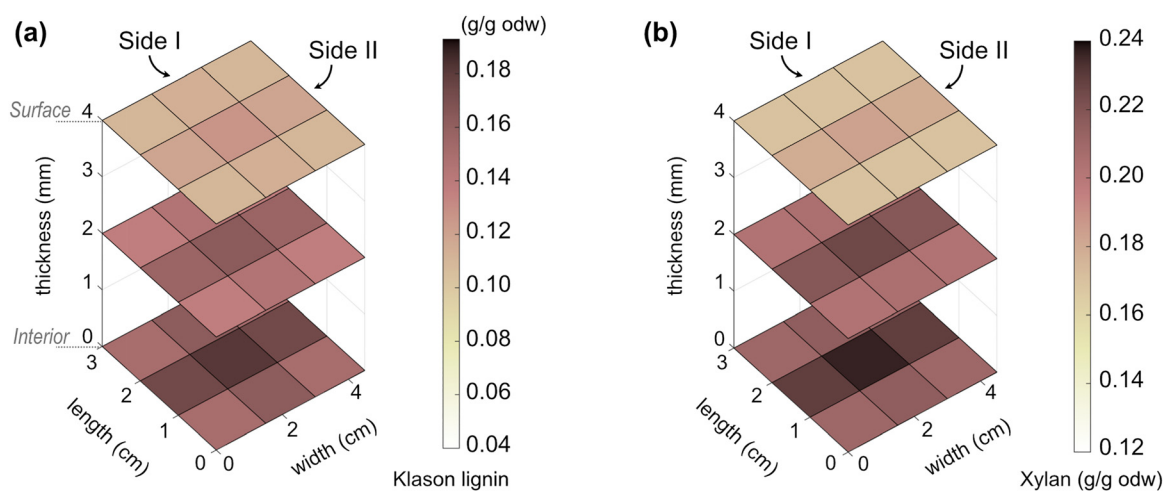 (a)
Side I
Side II
(g/g odw)
Surface
Interior
thickness (mm)
4
3
2
1
0
3
2
1
0
length (cm)
0
2
4
width (cm)
0.18
0.16
0.14
0.12
0.10
0.08
0.06
0.04
Klason lignin
(b)
Side I
Side II
thickness (mm)
4
3
2
1
0
3
2
1
0
length (cm)
0
2
4
width (cm)
0.24
0.22
0.20
0.18
0.16
0.14
0.12
Xylan (g/g odw)